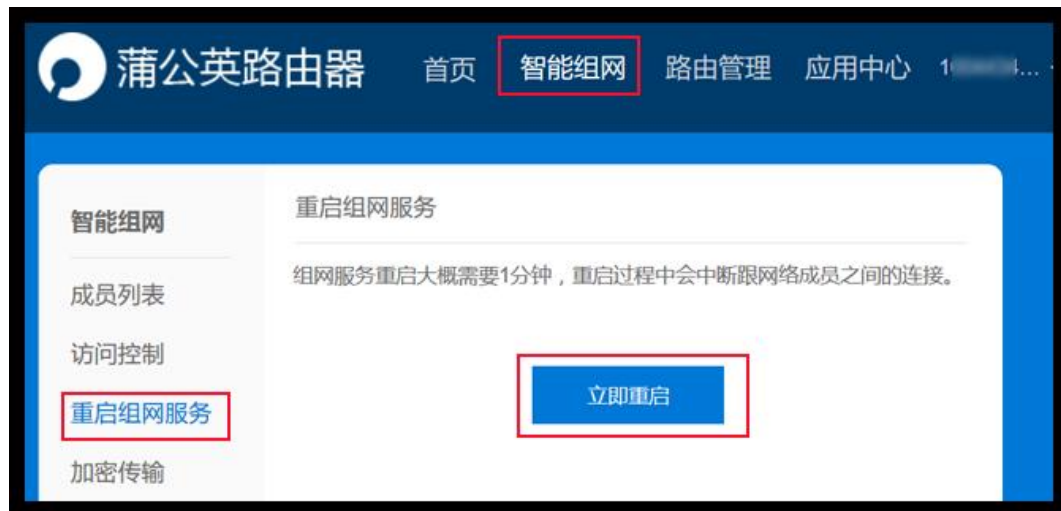 蒲公英路由器 首页 智能组网 路由管理 应用中心
智能组网
重启组网服务
组网服务重启大概需要1分钟，重启过程中会中断跟网络成员之间的连接。
成员列表
访问控制
重启组网服务
加密传输
立即重启